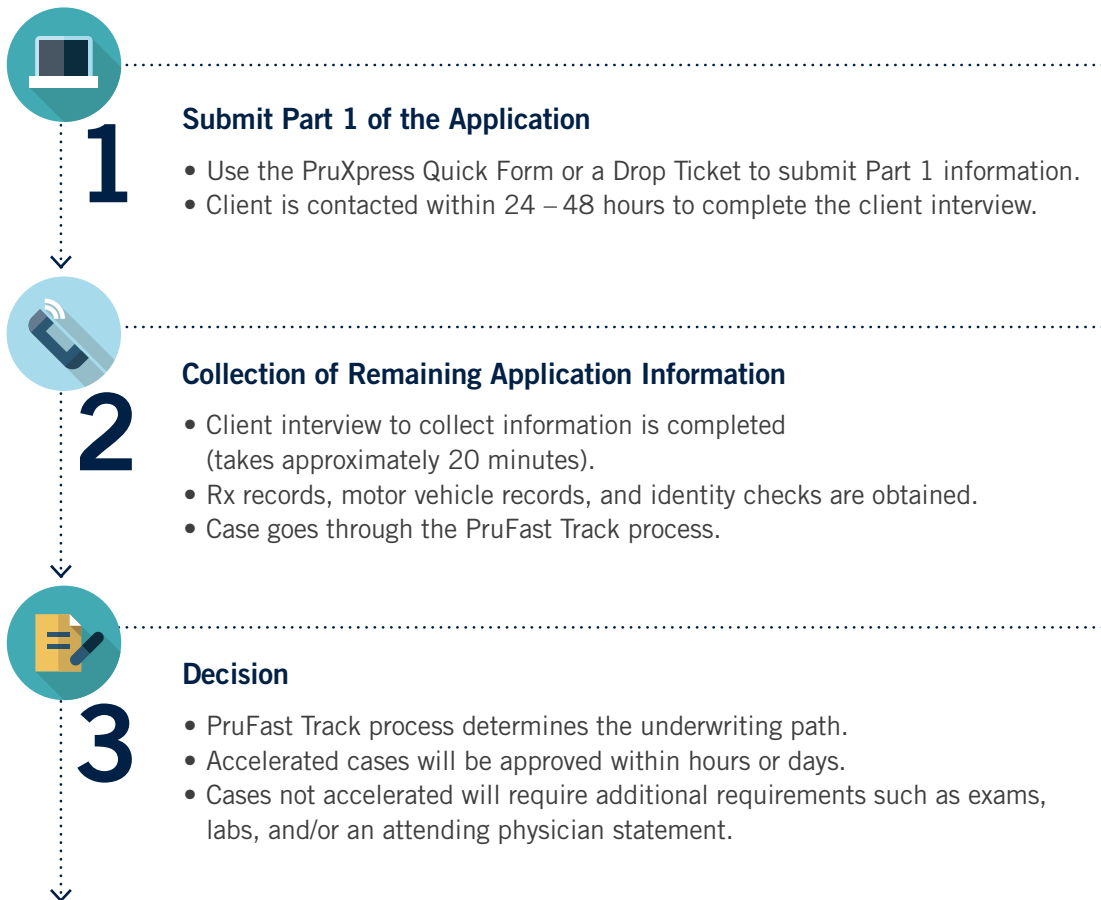 1
Submit Part 1 of the Application
• Use the PruXpress Quick Form or a Drop Ticket to submit Part 1 information.
• Client is contacted within 24 – 48 hours to complete the client interview.
2
Collection of Remaining Application Information
• Client interview to collect information is completed
(takes approximately 20 minutes).
• Rx records, motor vehicle records, and identity checks are obtained.
• Case goes through the PruFast Track process.
3
Decision
• PruFast Track process determines the underwriting path.
• Accelerated cases will be approved within hours or days.
• Cases not accelerated will require additional requirements such as exams,
labs, and/or an attending physician statement.